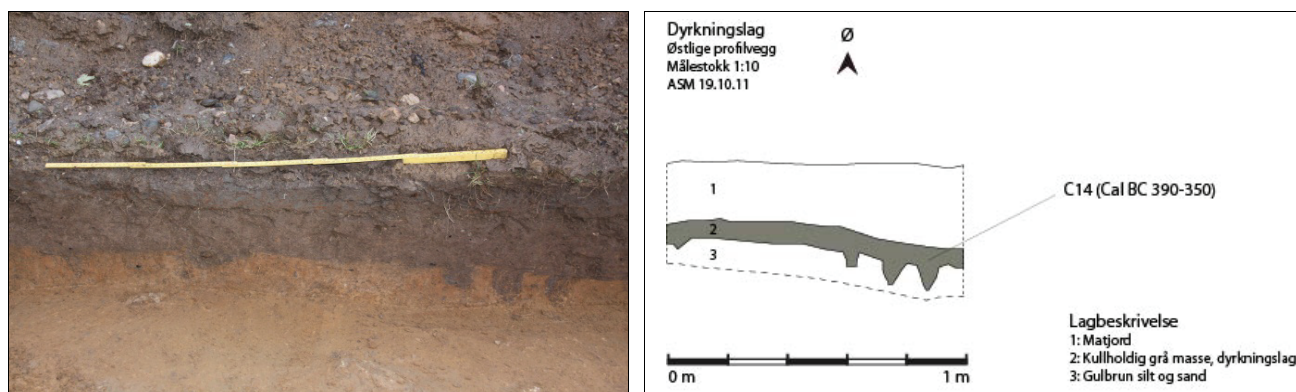 Dyrkningslag
Østlige profilvegg
Målestokk 1:10
ASM 19.10.11
Ø
1
2
3
C14 (Cal BC 390-350)
0 m
1 m
Lagbeskrivelse
1: Matjord
2: Kullholdig grå masse, dyrkningslag
3: Gulbrun silt og sand